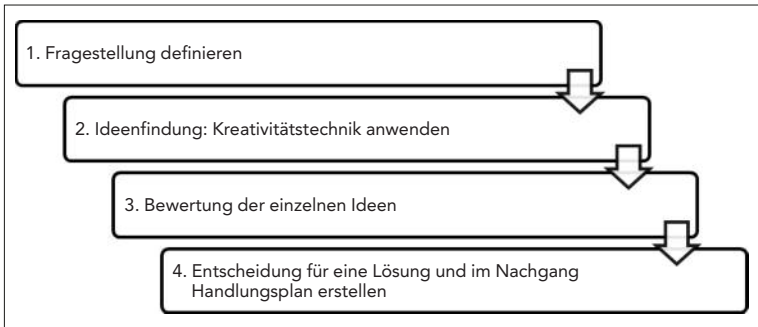 1. Fragestellung definieren
2. Ideenfindung: Kreativitätstechnik anwenden
3. Bewertung der einzelnen Ideen
4. Entscheidung für eine Lösung und im Nachgang
Handlungsplan erstellen